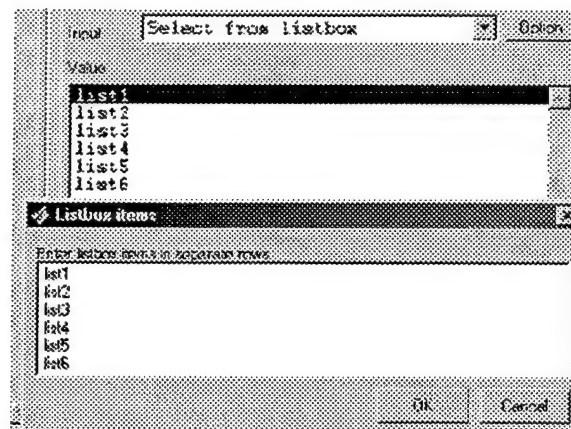 Input Select from listbox Option
Value
list1
list2
list3
list4
list5
list6
Listbox items
Enter listbox items in separate rows
list1
list2
list3
list4
list5
list6
OK Cancel